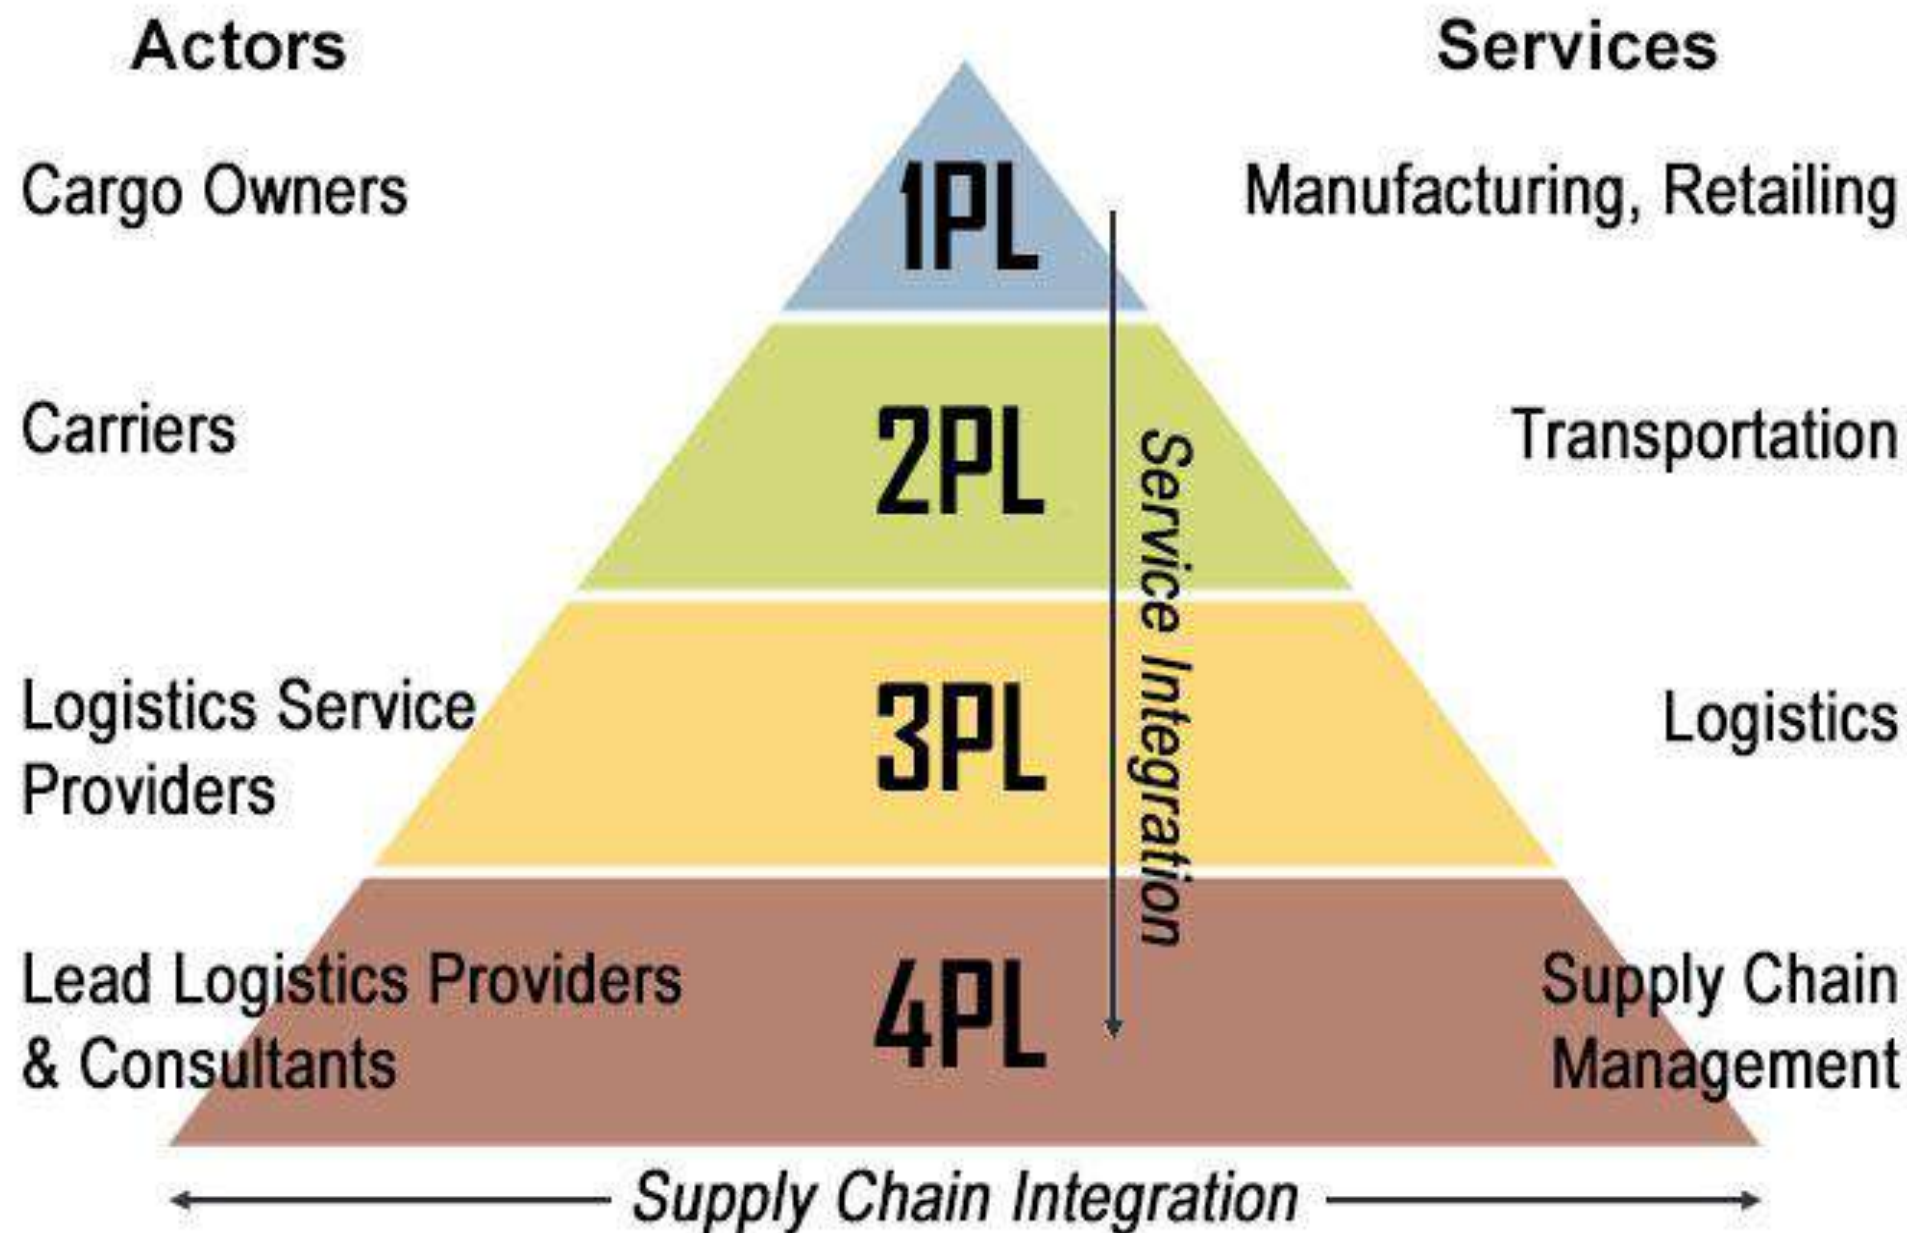 Actors
Services
Cargo Owners
1PL
Manufacturing, Retailing
Carriers
2PL
Transportation
Service Integration
Logistics Service
Providers
3PL
Logistics
Lead Logistics Providers
& Consultants
4PL
Supply Chain
Management
Supply Chain Integration